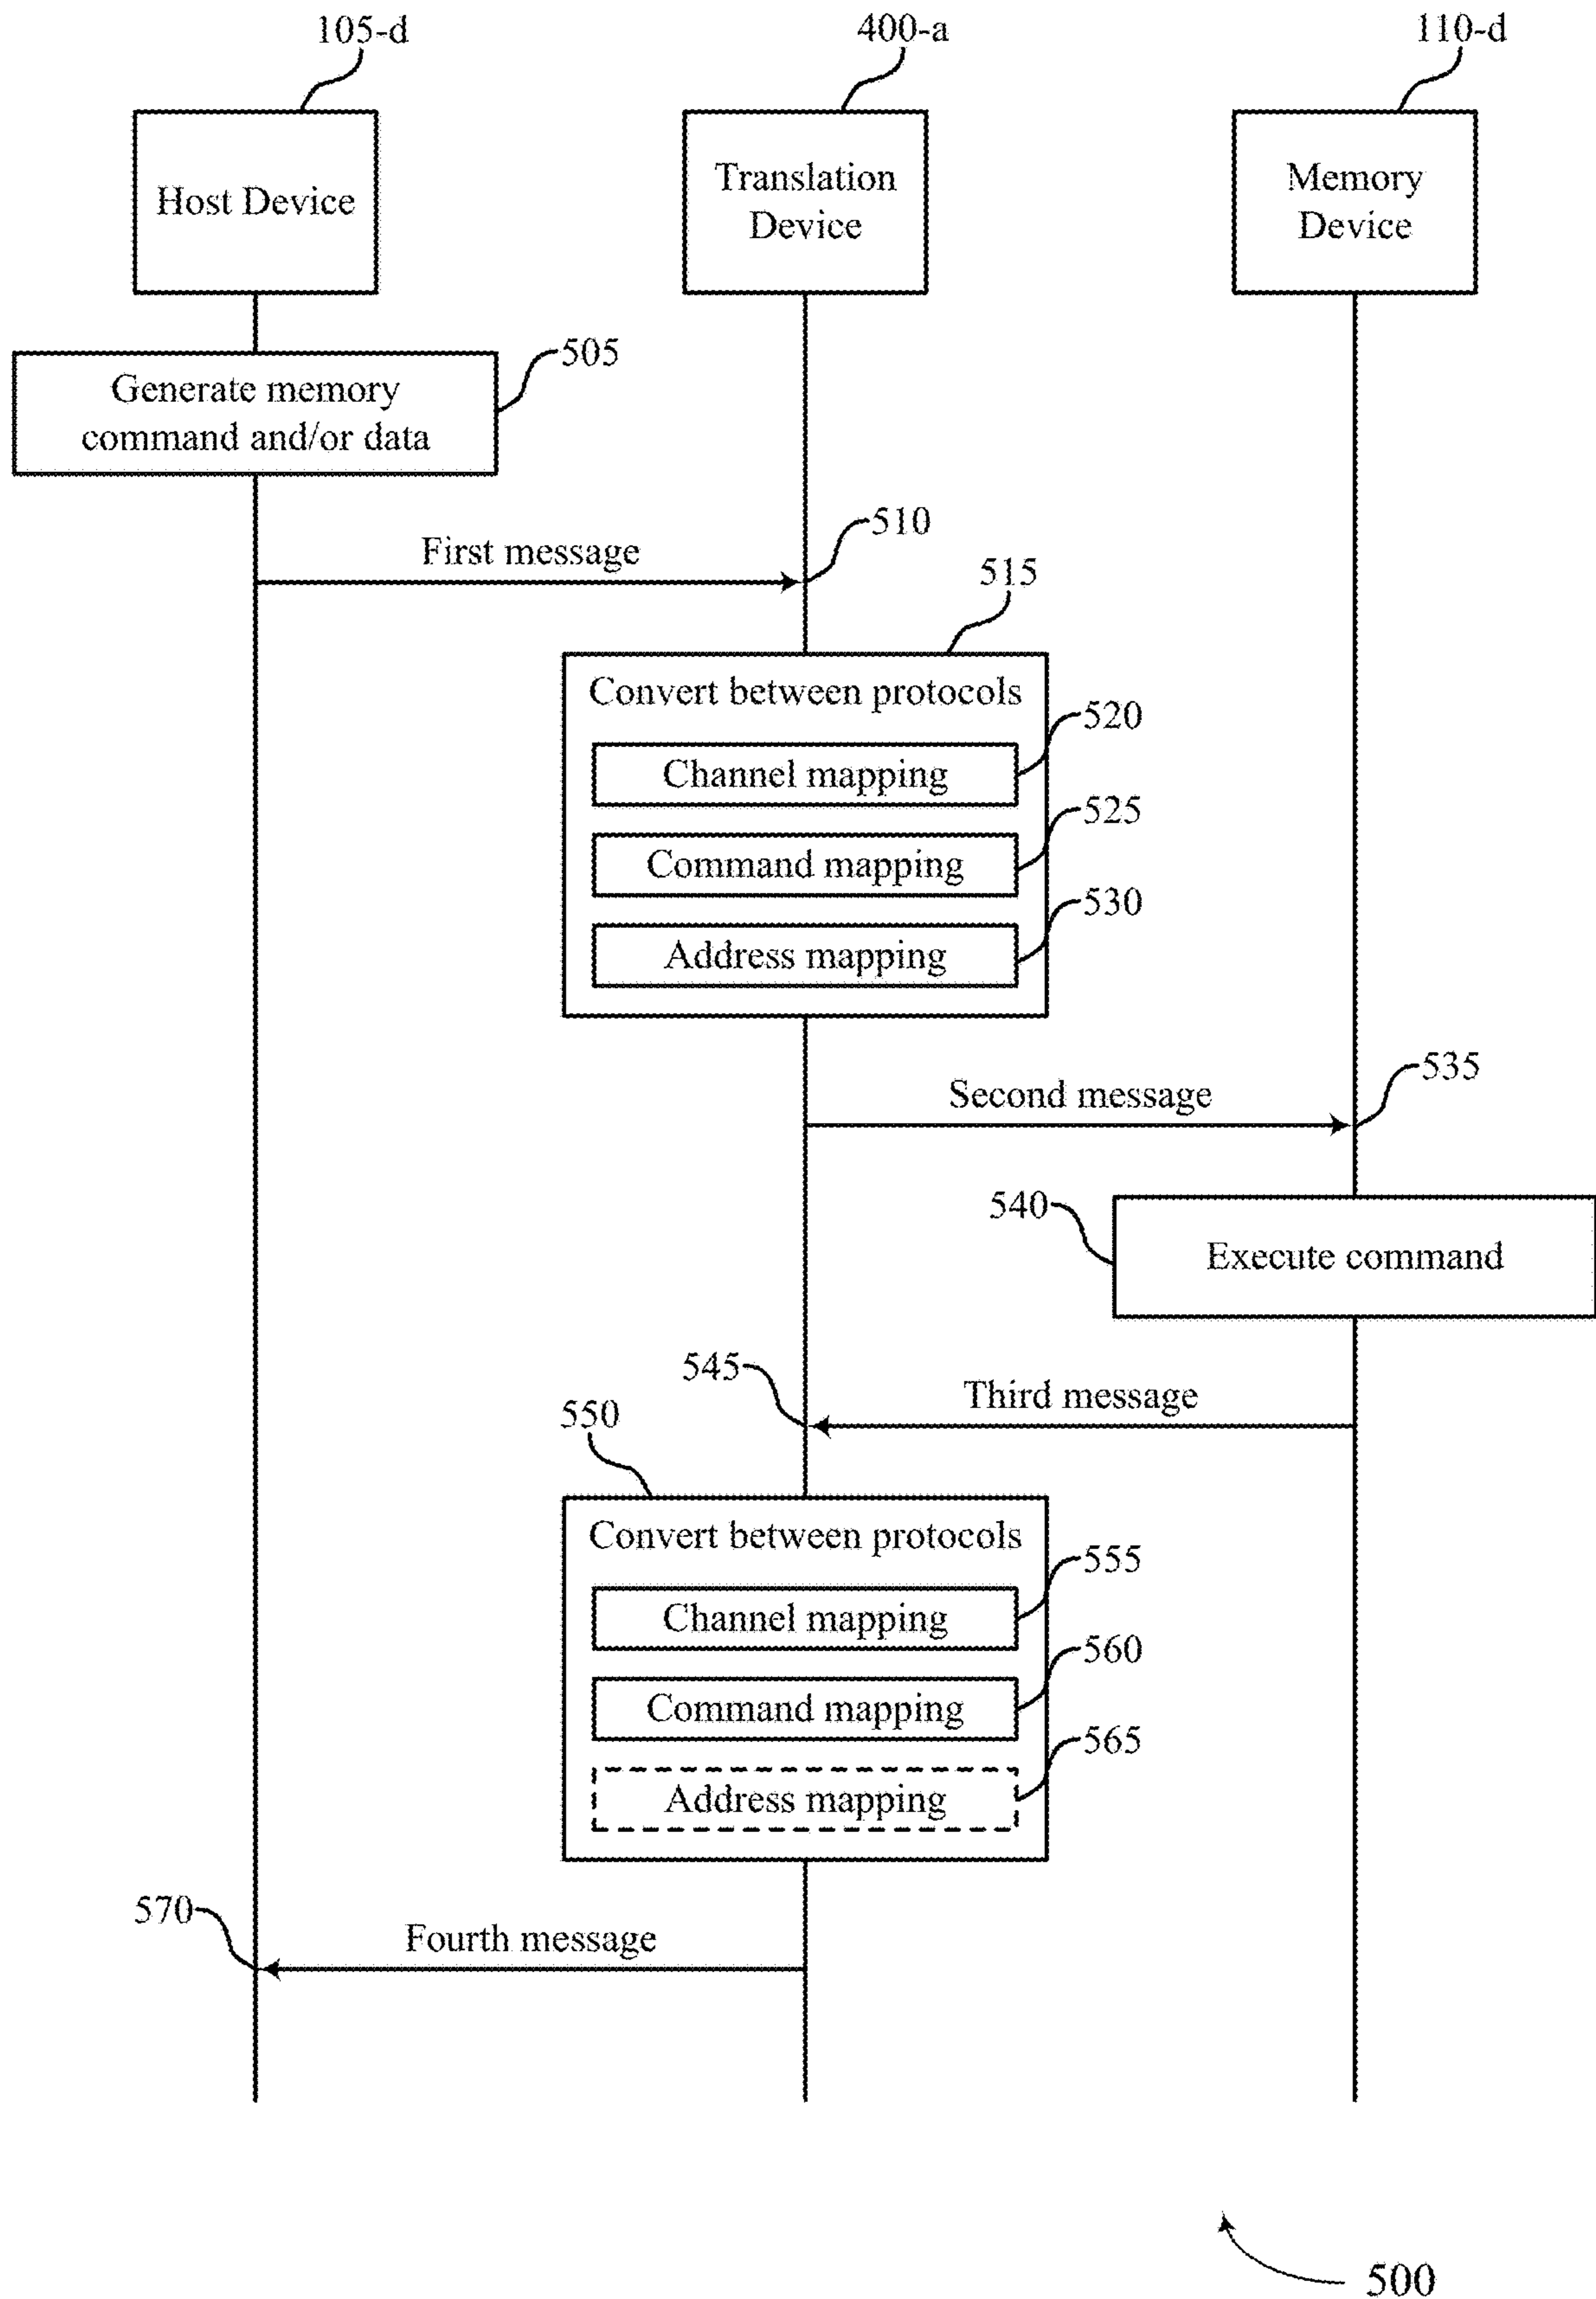 105-d
400-a
110-d
Host Device
Translation
Device
Memory
Device
505
Generate memory
command and/or data
510
First message
515
Convert between protocols
520
Channel mapping
525
Command mapping
530
Address mapping
535
Second message
540
Execute command
545
Third message
550
Convert between protocols
555
Channel mapping
560
Command mapping
565
Address mapping
570
Fourth message
500